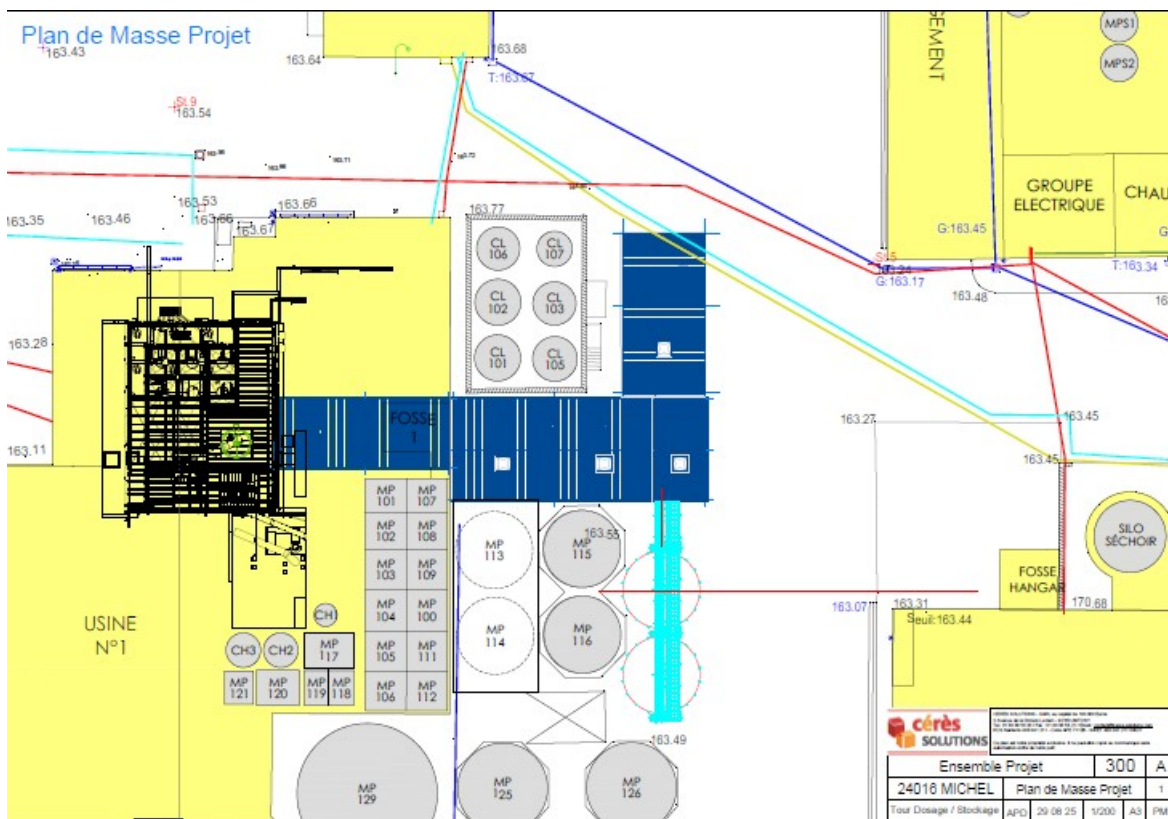 Plan de Masse Projet
163.43
163.64
163.68
T:163.67
GEMENT
MPS1
MPS2
St.9
163.54
163.53
163.66
163.67
163.66
163.35
163.46
163.77
GROUPE
ELECTRIQUE
CHAU
G:163.45
G
T:163.34
St.5
163.24
G:163.17
163.48
CL
106
CL
107
CL
102
CL
103
CL
101
CL
105
163.28
163.11
FOSSE
1
163.27
163.45
163.45
MP
101
MP
107
MP
102
MP
108
MP
103
MP
109
MP
104
MP
100
MP
105
MP
111
MP
106
MP
112
MP
113
MP
114
MP
115
163.55
MP
116
SILO
SÉCHOIR
FOSSE
HANGAR
170.68
163.07
163.31
Seuil:163.44
USINE
N°1
CH1
CH3
CH2
MP
117
MP
121
MP
120
MP
119
MP
118
MP
129
MP
125
MP
126
163.49
cérès
SOLUTIONS
Ensemble Projet
300
A
24016 MICHEL
Plan de Masse Projet
1
Tour Dosage / Stockage
APD
29 08 25
1/200
A3
PM